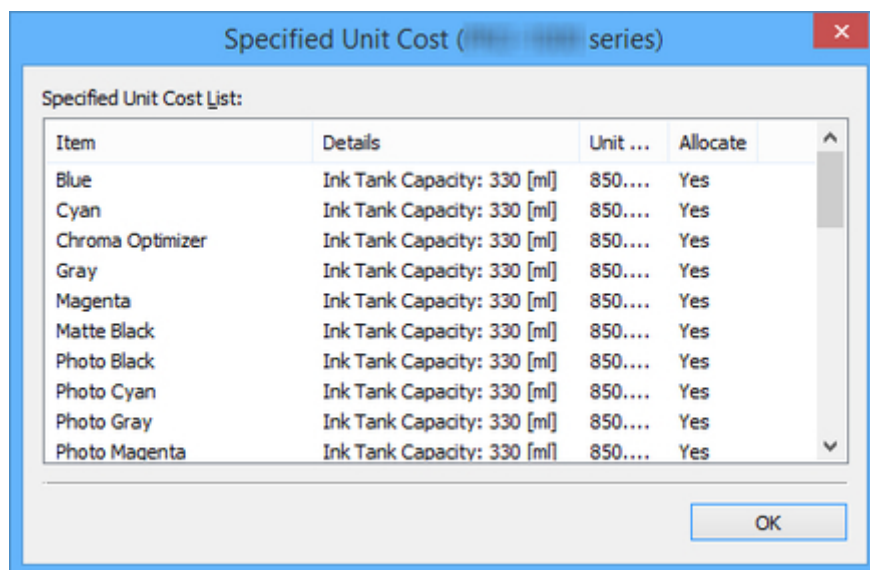 Specified Unit Cost ( series)
Specified Unit Cost List:
Item Details Unit ... Allocate
Blue Ink Tank Capacity: 330 [ml] 850.... Yes
Cyan Ink Tank Capacity: 330 [ml] 850.... Yes
Chroma Optimizer Ink Tank Capacity: 330 [ml] 850.... Yes
Gray Ink Tank Capacity: 330 [ml] 850.... Yes
Magenta Ink Tank Capacity: 330 [ml] 850.... Yes
Matte Black Ink Tank Capacity: 330 [ml] 850.... Yes
Photo Black Ink Tank Capacity: 330 [ml] 850.... Yes
Photo Cyan Ink Tank Capacity: 330 [ml] 850.... Yes
Photo Gray Ink Tank Capacity: 330 [ml] 850.... Yes
Photo Magenta Ink Tank Capacity: 330 [ml] 850.... Yes
OK